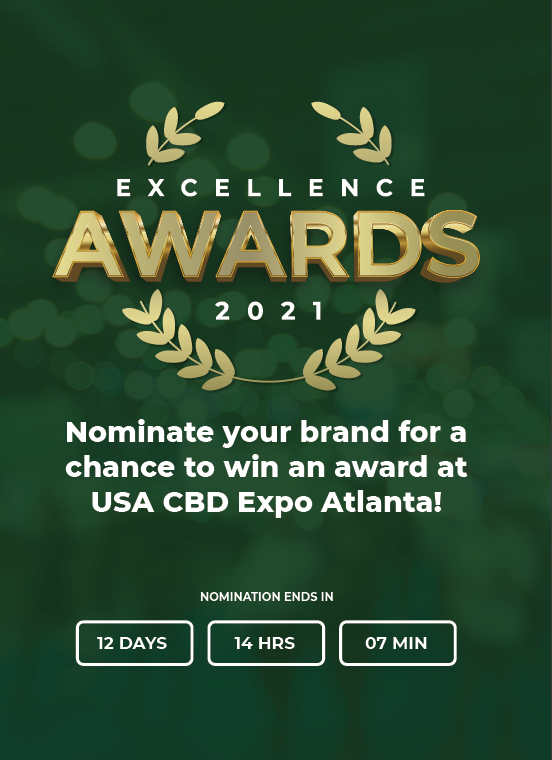 EXCELLENCE
AWARDS
2021
Nominate your brand for a
chance to win an award at
USA CBD Expo Atlanta!
NOMINATION ENDS IN
12 DAYS 14 HRS 07 MIN